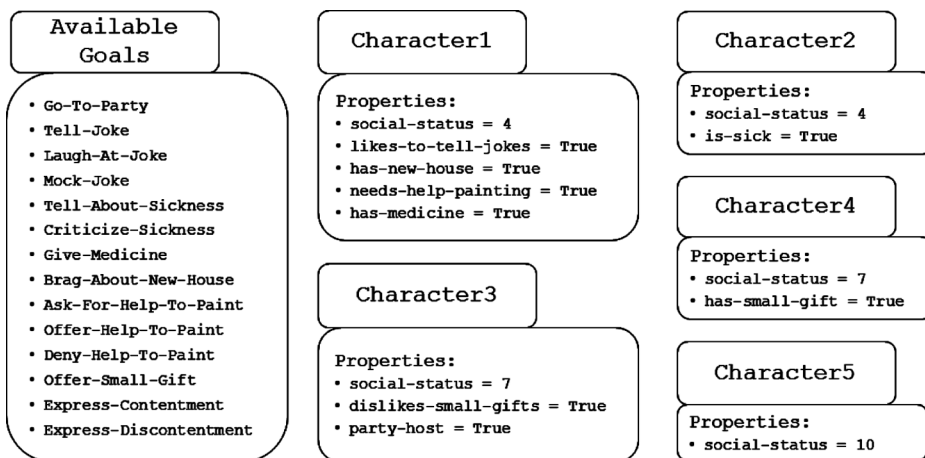 Available
Goals
• Go-To-Party
• Tell-Joke
• Laugh-At-Joke
• Mock-Joke
• Tell-About-Sickness
• Criticize-Sickness
• Give-Medicine
• Brag-About-New-House
• Ask-For-Help-To-Paint
• Offer-Help-To-Paint
• Deny-Help-To-Paint
• Offer-Small-Gift
• Express-Contentment
• Express-Discontentment
Character1
Properties:
• social-status = 4
• likes-to-tell-jokes = True
• has-new-house = True
• needs-help-painting = True
• has-medicine = True
Character3
Properties:
• social-status = 7
• dislikes-small-gifts = True
• party-host = True
Character2
Properties:
• social-status = 4
• is-sick = True
Character4
Properties:
• social-status = 7
• has-small-gift = True
Character5
Properties:
• social-status = 10